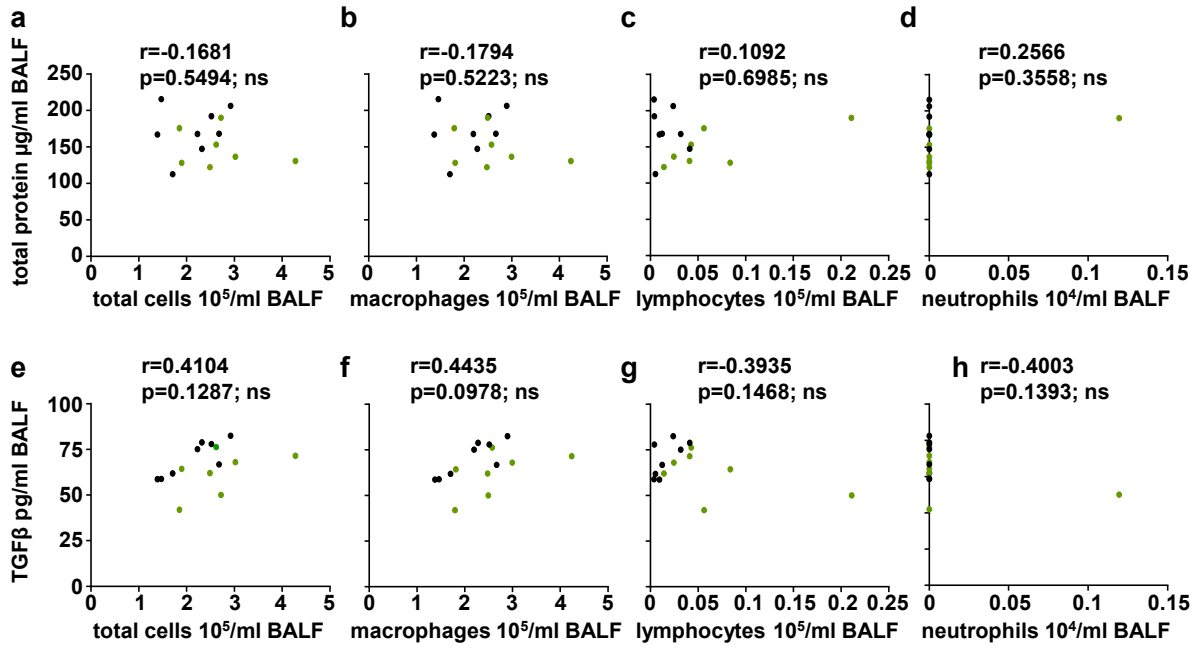 a
r=-0.1681
p=0.5494; ns
total protein µg/ml BALF
250
200
150
100
50
0
0 1 2 3 4 5
total cells 10⁵/ml BALF
b
r=-0.1794
p=0.5223; ns
0 1 2 3 4 5
macrophages 10⁵/ml BALF
c
r=0.1092
p=0.6985; ns
0 0.05 0.1 0.15 0.2 0.25
lymphocytes 10⁵/ml BALF
d
r=0.2566
p=0.3558; ns
0 0.05 0.1 0.15
neutrophils 10⁴/ml BALF
e
r=0.4104
p=0.1287; ns
TGFβ pg/ml BALF
100
75
50
25
0
0 1 2 3 4 5
total cells 10⁵/ml BALF
f
r=0.4435
p=0.0978; ns
0 1 2 3 4 5
macrophages 10⁵/ml BALF
g
r=-0.3935
p=0.1468; ns
0 0.05 0.1 0.15 0.2 0.25
lymphocytes 10⁵/ml BALF
h
r=-0.4003
p=0.1393; ns
0 0.05 0.1 0.15
neutrophils 10⁴/ml BALF